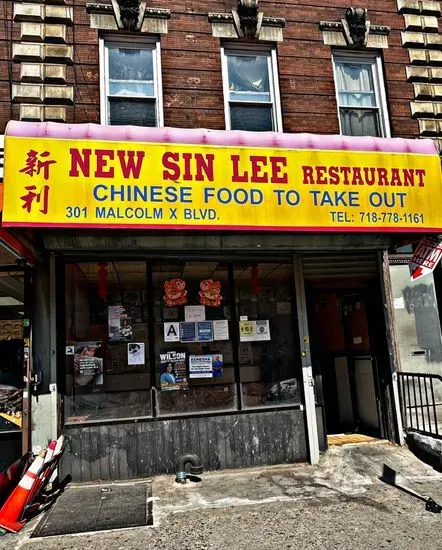 新利
NEW SIN LEE RESTAURANT
CHINESE FOOD TO TAKE OUT
301 MALCOLM X BLVD.
TEL: 718-778-1161
A
WILSON